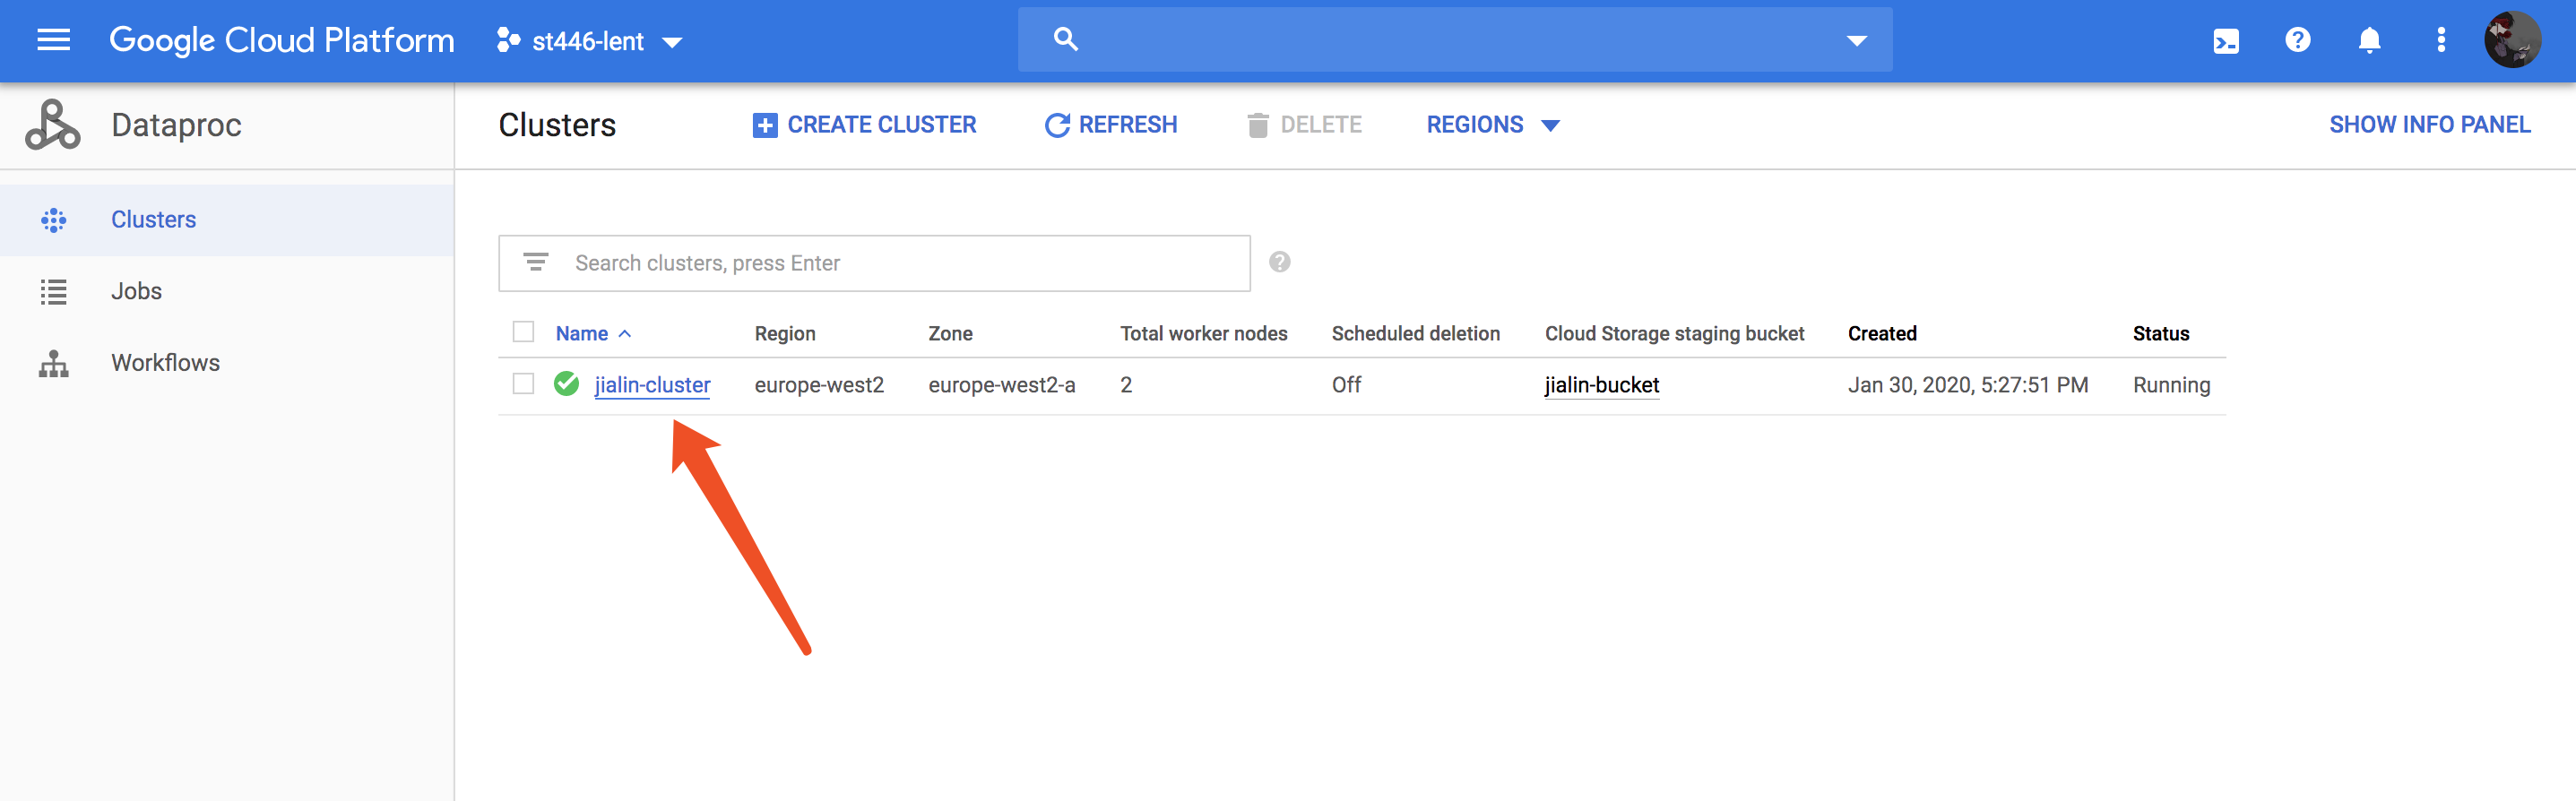 Google Cloud Platform st446-lent
Dataproc
Clusters CREATE CLUSTER REFRESH DELETE REGIONS SHOW INFO PANEL
Clusters
Jobs
Workflows
Search clusters, press Enter
Name Region Zone Total worker nodes Scheduled deletion Cloud Storage staging bucket Created Status
jialin-cluster europe-west2 europe-west2-a 2 Off jialin-bucket Jan 30, 2020, 5:27:51 PM Running